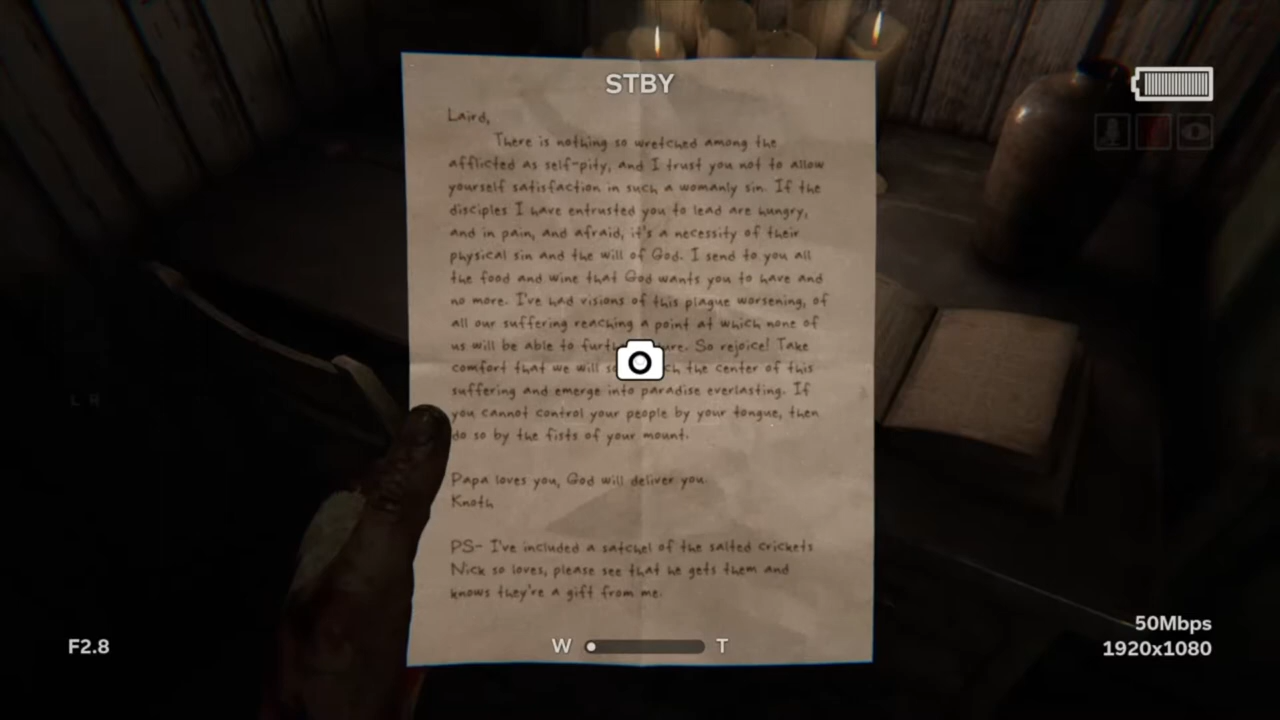 STBY
Laird,
There is nothing so wretched among the
afflicted as self-pity, and I trust you not to allow
yourself satisfaction in such a womanly sin. If the
disciples I have entrusted you to lead are hungry,
and in pain, and afraid, it's a necessity of their
physical sin and the will of God. I send to you all
the food and wine that God wants you to have and
no more. I've had visions of this plague worsening, of
all our suffering reaching a point at which none of
us will be able to So rejoice! Take
comfort that we will the center of this
suffering and emerge into paradise everlasting. If
you cannot control your people by your tongue, then
do so by the fists of your mount.
Papa loves you, God will deliver you.
Knoth
PS- I've included a satchel of the salted crickets
Nick so loves, please see that he gets them and
knows they're a gift from me.
F2.8
W T
50Mbps
1920x1080